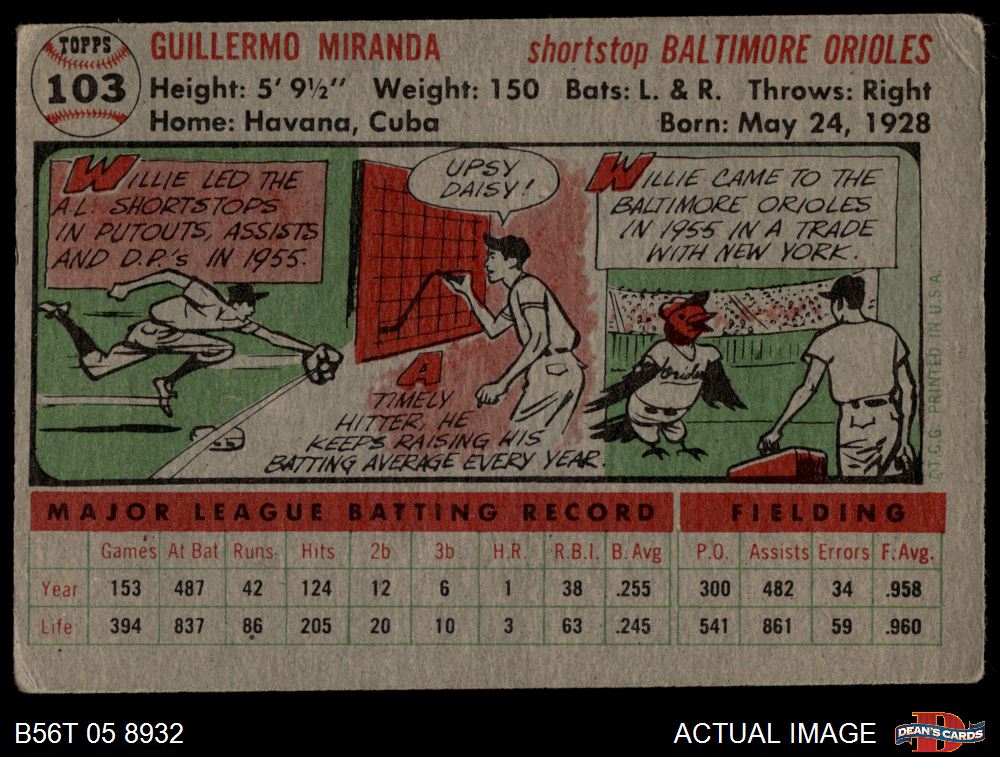 TOPPS
103
GUILLERMO MIRANDA shortstop BALTIMORE ORIOLES
Height: 5' 9½" Weight: 150 Bats: L. & R. Throws: Right
Home: Havana, Cuba Born: May 24, 1928
WILLIE LED THE
A.L. SHORTSTOPS
IN PUTOUTS, ASSISTS
AND D.P.'s IN 1955.
UPSY
DAISY!
A
TIMELY
HITTER, HE
KEEPS RAISING HIS
BATTING AVERAGE EVERY YEAR.
WILLIE CAME TO THE
BALTIMORE ORIOLES
IN 1955 IN A TRADE
WITH NEW YORK.
Orioles
©T.C.G. PRINTED IN U.S.A.
MAJOR LEAGUE BATTING RECORD FIELDING
Games At Bat Runs Hits 2b 3b H.R. R.B.I. B. Avg P.O. Assists Errors F. Avg.
Year 153 487 42 124 12 6 1 38 .255 300 482 34 .958
Life 394 837 86 205 20 10 3 63 .245 541 861 59 .960
B56T 05 8932 ACTUAL IMAGE
DEAN'S CARDS